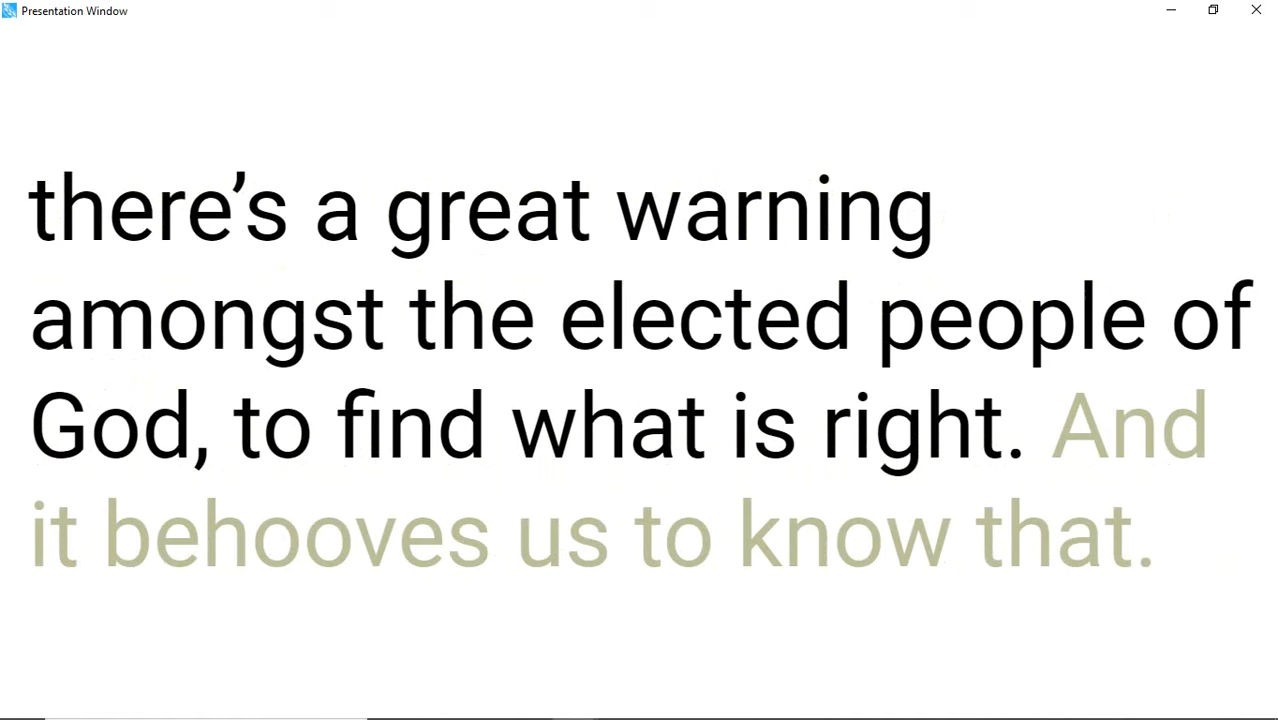 Presentation Window
there’s a great warning
amongst the elected people of
God, to find what is right. And
it behooves us to know that.